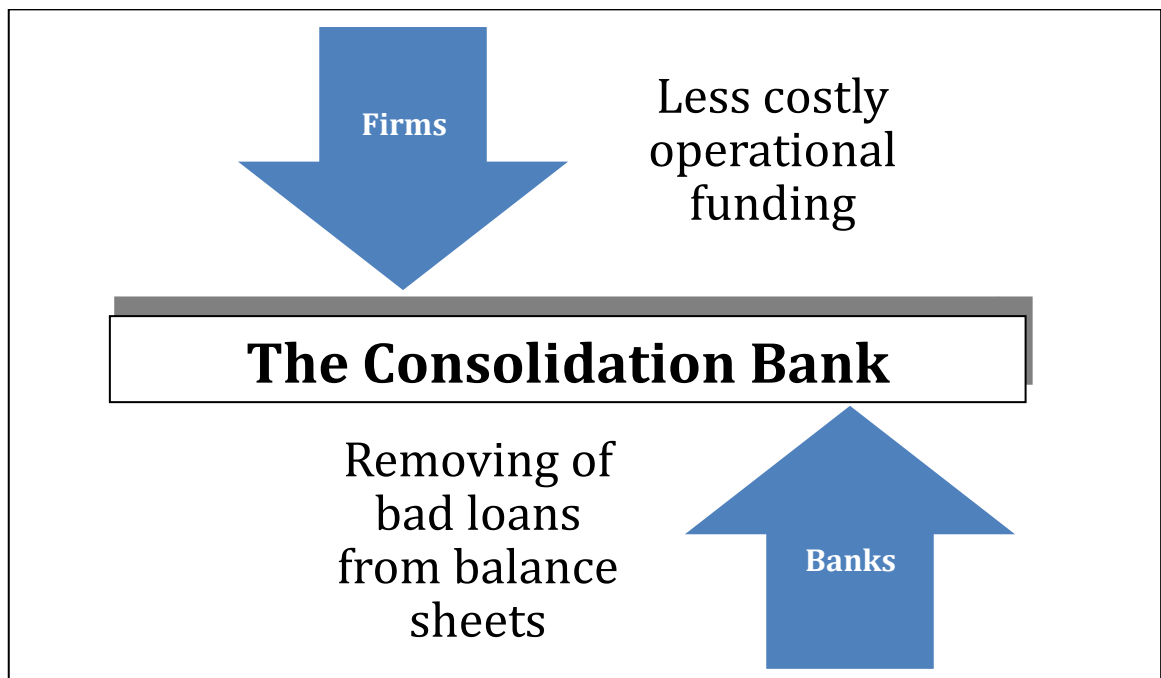 Firms
Less costly
operational
funding
The Consolidation Bank
Removing of
bad loans
from balance
sheets
Banks